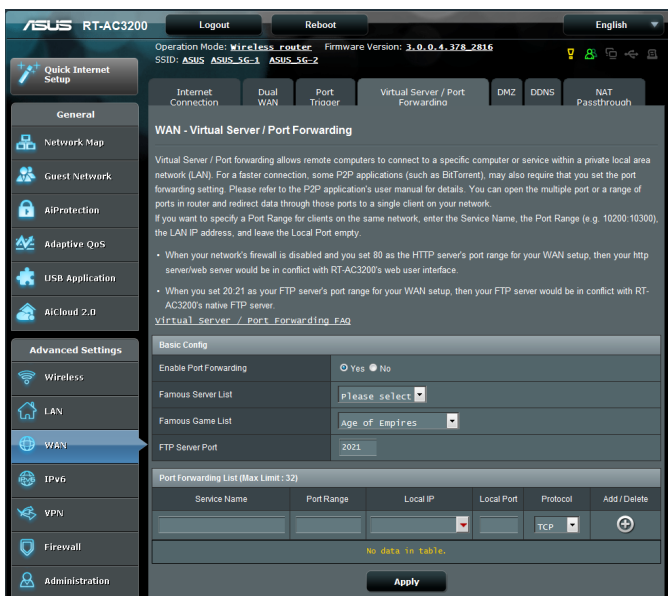 ASUS RT-AC3200
Logout
Reboot
English
Operation Mode: Wireless router Firmware Version: 3.0.0.4.378_2816
SSID: ASUS ASUS_5G-1 ASUS_5G-2
Quick Internet Setup
General
Network Map
Guest Network
AiProtection
Adaptive QoS
USB Application
AiCloud 2.0
Advanced Settings
Wireless
LAN
WAN
IPv6
VPN
Firewall
Administration
Internet Connection
Dual WAN
Port Trigger
Virtual Server / Port Forwarding
DMZ
DDNS
NAT Passthrough
WAN - Virtual Server / Port Forwarding
Virtual Server / Port forwarding allows remote computers to connect to a specific computer or service within a private local area
network (LAN). For a faster connection, some P2P applications (such as BitTorrent), may also require that you set the port
forwarding setting. Please refer to the P2P application's user manual for details. You can open the multiple port or a range of
ports in router and redirect data through those ports to a single client on your network.
If you want to specify a Port Range for clients on the same network, enter the Service Name, the Port Range (e.g. 10200:10300),
the LAN IP address, and leave the Local Port empty.
• When your network's firewall is disabled and you set 80 as the HTTP server's port range for your WAN setup, then your http
server/web server would be in conflict with RT-AC3200's web user interface.
• When you set 20:21 as your FTP server's port range for your WAN setup, then your FTP server would be in conflict with RT-
AC3200's native FTP server.
Virtual Server / Port Forwarding FAQ
Basic Config
Enable Port Forwarding Yes No
Famous Server List Please select
Famous Game List Age of Empires
FTP Server Port 2021
Port Forwarding List (Max Limit : 32)
Service Name Port Range Local IP Local Port Protocol Add / Delete
TCP
No data in table.
Apply